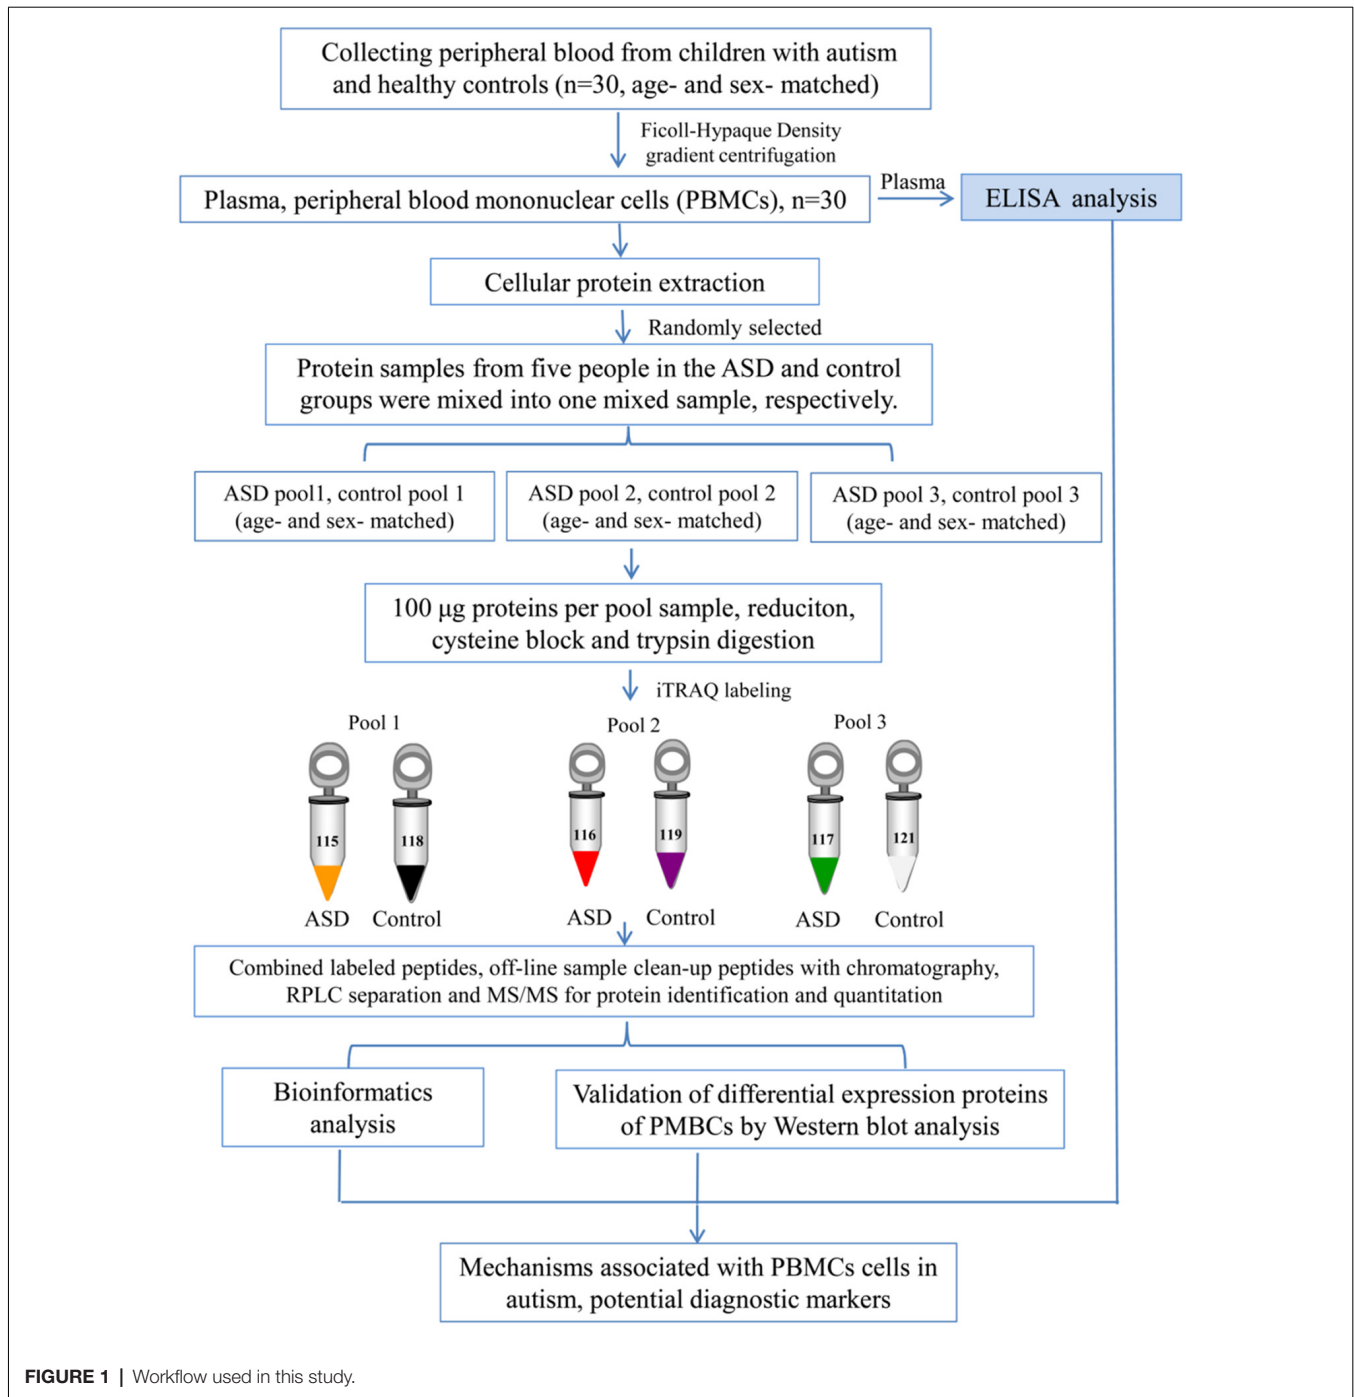 Collecting peripheral blood from children with autism
and healthy controls (n=30, age- and sex- matched)
Ficoll-Hypaque Density
gradient centrifugation
Plasma, peripheral blood mononuclear cells (PBMCs), n=30
Plasma
ELISA analysis
Cellular protein extraction
Randomly selected
Protein samples from five people in the ASD and control
groups were mixed into one mixed sample, respectively.
ASD pool1, control pool 1
(age- and sex- matched)
ASD pool 2, control pool 2
(age- and sex- matched)
ASD pool 3, control pool 3
(age- and sex- matched)
100 μg proteins per pool sample, reduciton,
cysteine block and trypsin digestion
iTRAQ labeling
Pool 1
Pool 2
Pool 3
115
118
116
119
117
121
ASD
Control
ASD
Control
ASD
Control
Combined labeled peptides, off-line sample clean-up peptides with chromatography,
RPLC separation and MS/MS for protein identification and quantitation
Bioinformatics
analysis
Validation of differential expression proteins
of PMBCs by Western blot analysis
Mechanisms associated with PBMCs cells in
autism, potential diagnostic markers
FIGURE 1 | Workflow used in this study.